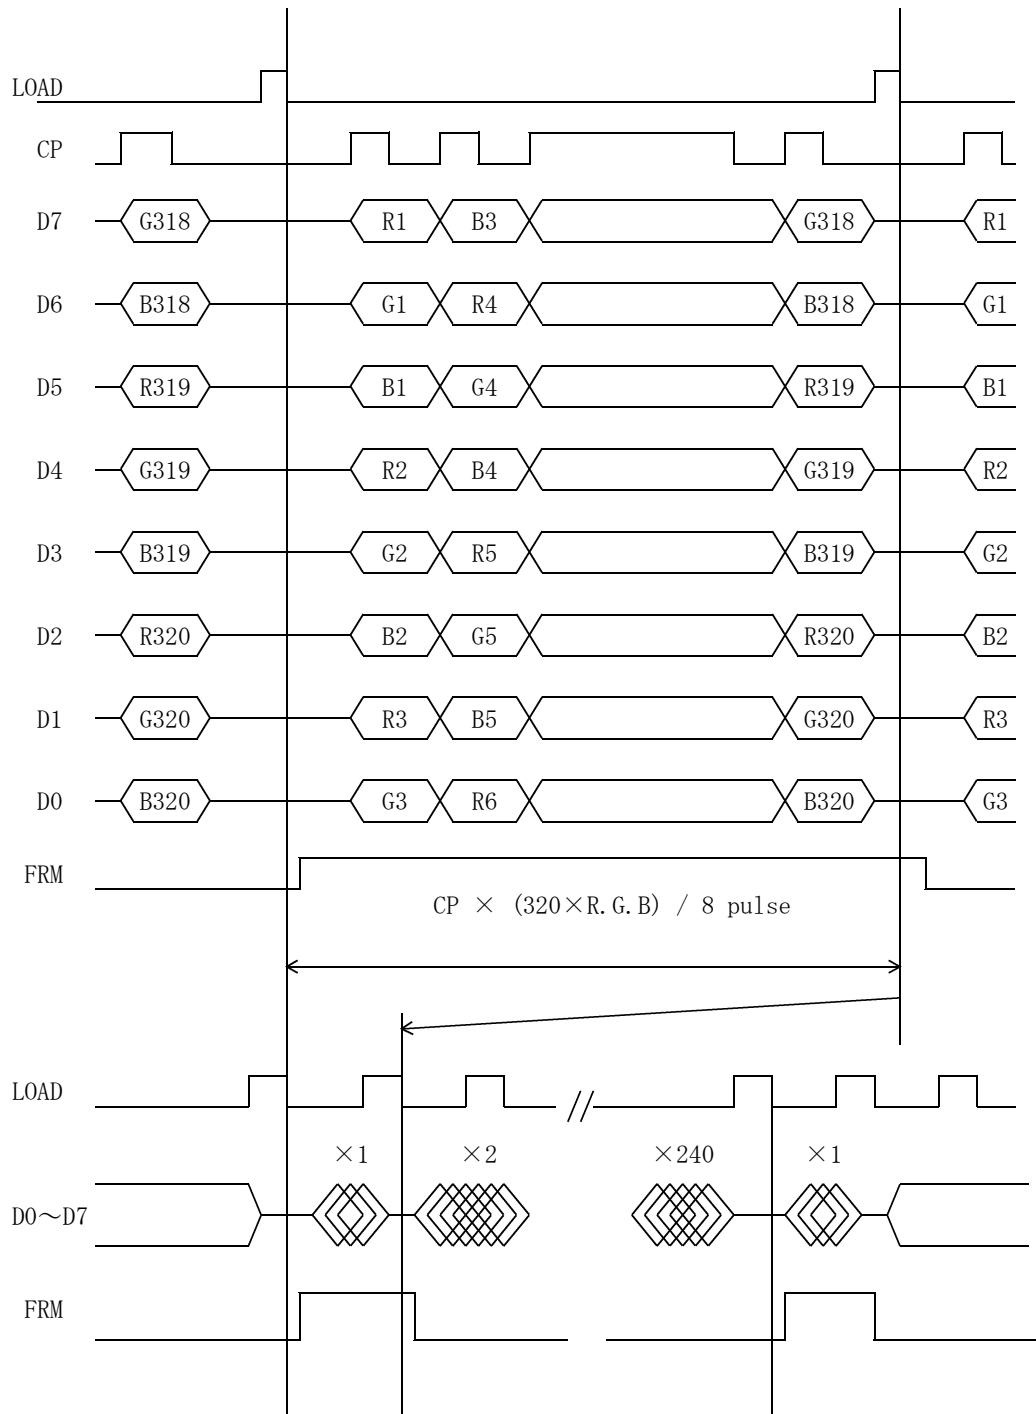 LOAD
CP
D7 G318 R1 B3 G318 R1
D6 B318 G1 R4 B318 G1
D5 R319 B1 G4 R319 B1
D4 G319 R2 B4 G319 R2
D3 B319 G2 R5 B319 G2
D2 R320 B2 G5 R320 B2
D1 G320 R3 B5 G320 R3
D0 B320 G3 R6 B320 G3
FRM
CP × (320×R.G.B) / 8 pulse
LOAD
×1 ×2 ×240 ×1
D0～D7
FRM